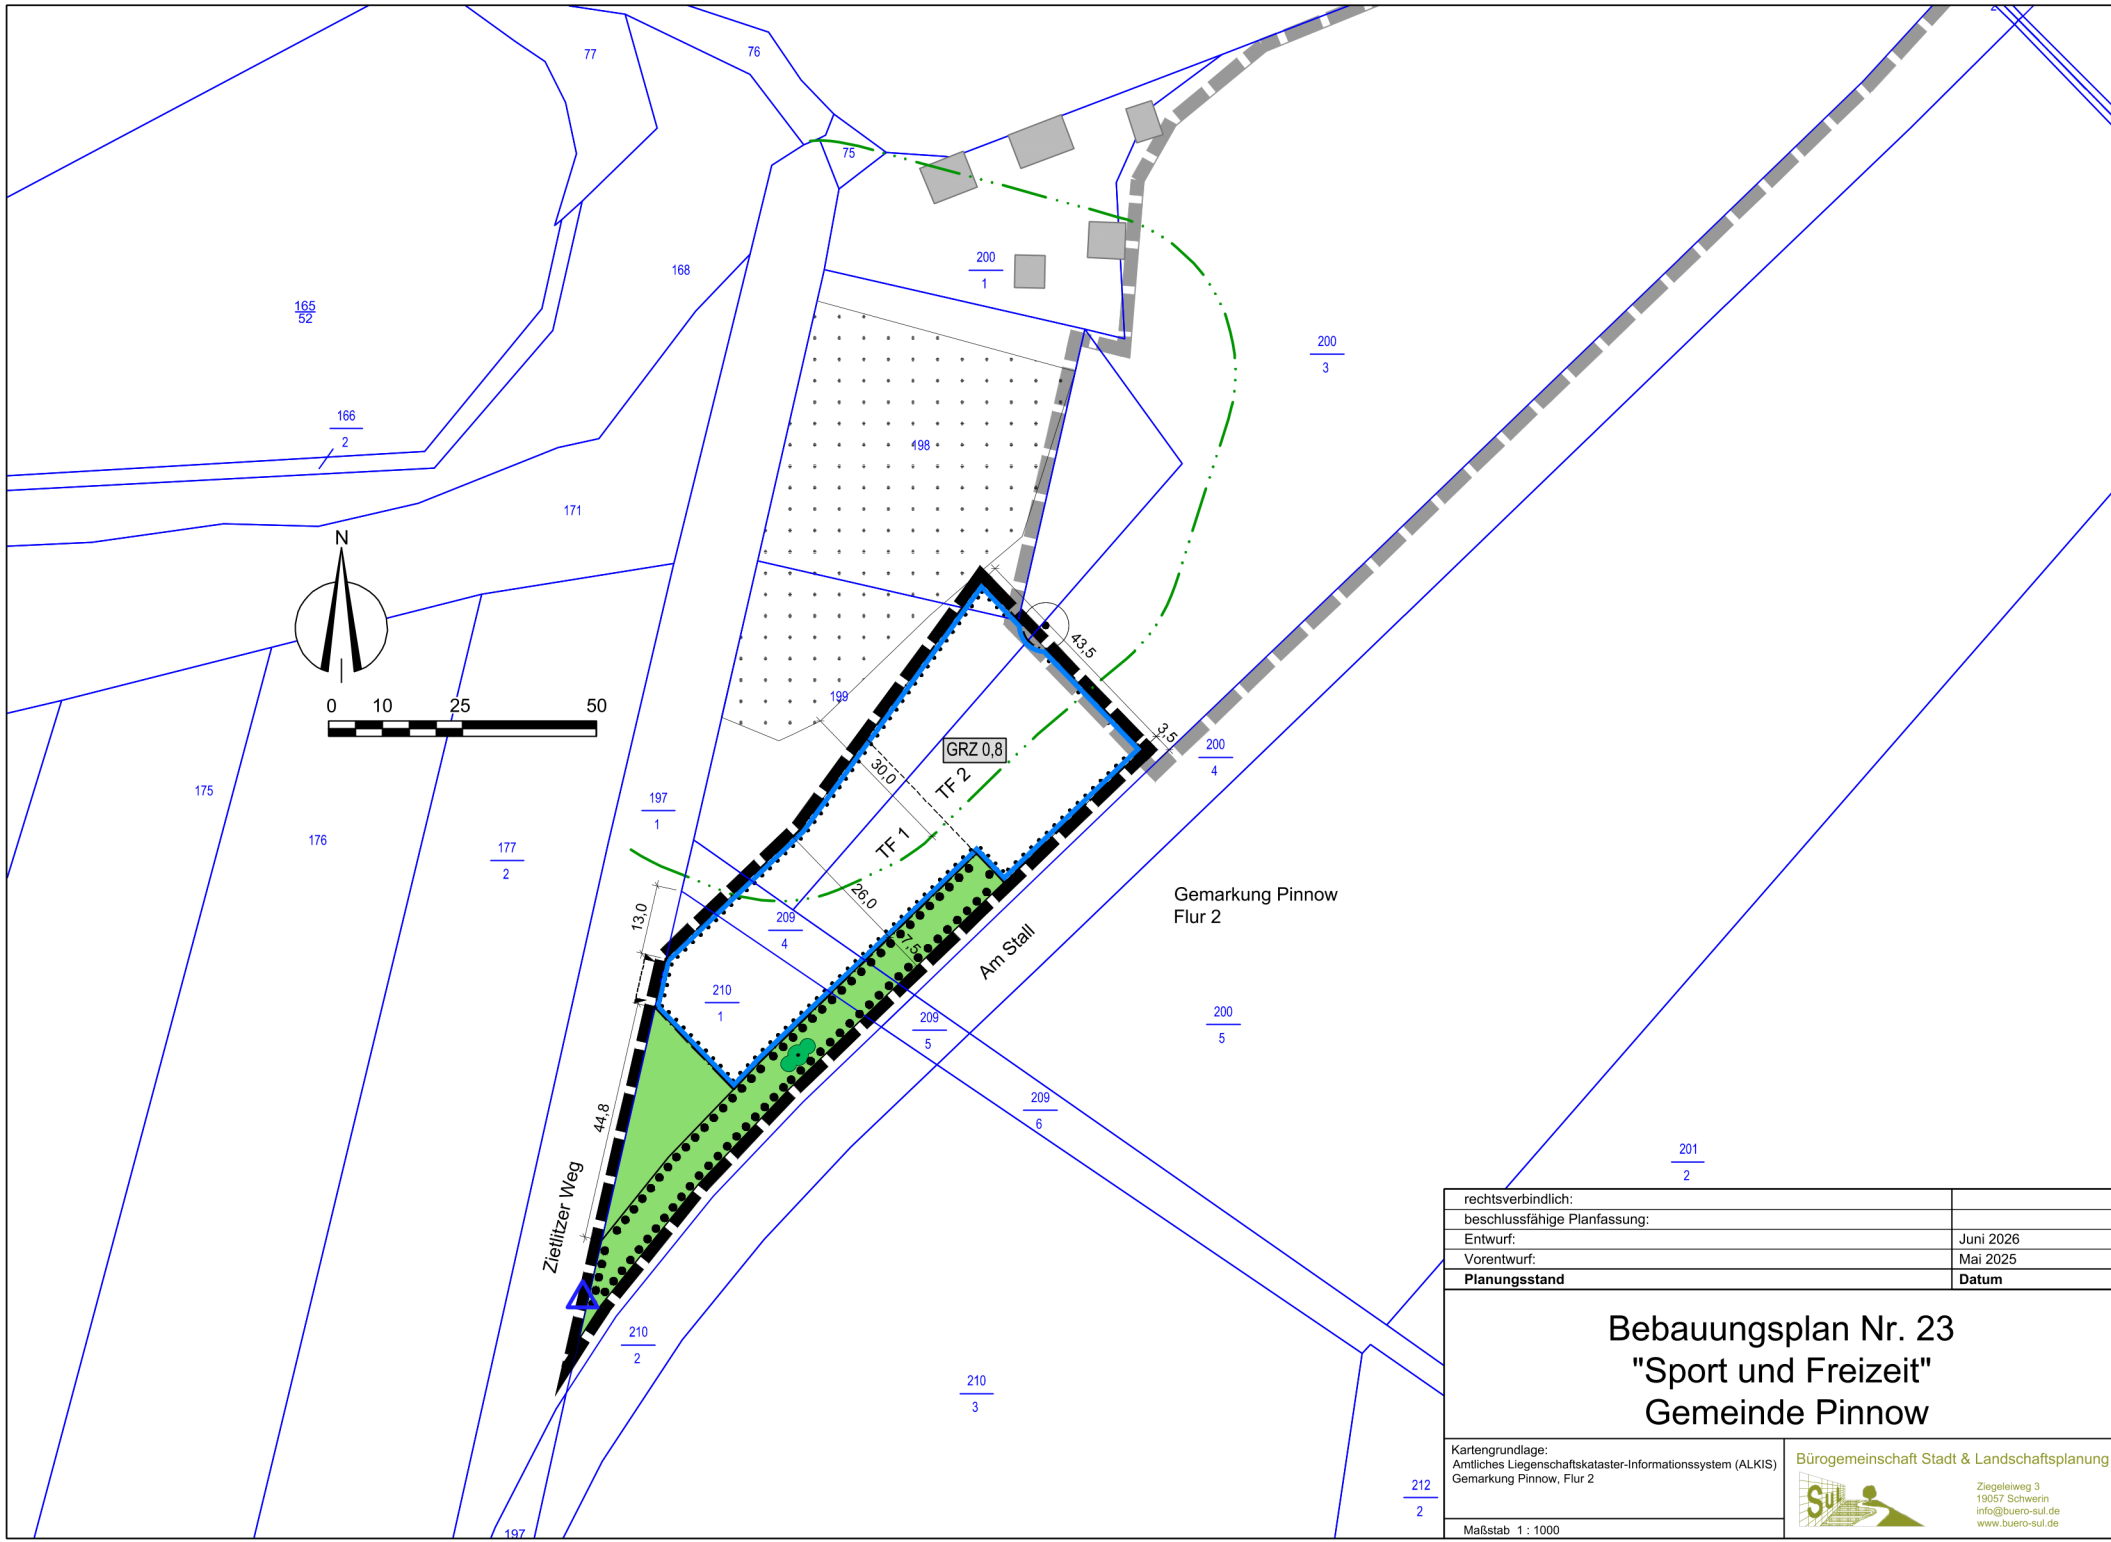 77
76
75
168
200
1
165
52
200
3
166
2
198
171
N
0 10 25 50
43,5
199
3,5
GRZ 0,8
200
4
30,0
TF 2
175
197
1
176
TF 1
177
2
26,0
Gemarkung Pinnow
Flur 2
13,0
209
4
7,5
Am Stall
210
1
209
5
200
5
44,8
209
6
201
2
Zietlitzer Weg
210
2
210
3
212
2
197
rechtsverbindlich:
beschlussfähige Planfassung:
Entwurf: Juni 2026
Vorentwurf: Mai 2025
Planungsstand Datum
Bebauungsplan Nr. 23
"Sport und Freizeit"
Gemeinde Pinnow
Kartengrundlage:
Amtliches Liegenschaftskataster-Informationssystem (ALKIS)
Gemarkung Pinnow, Flur 2
Maßstab 1 : 1000
Bürogemeinschaft Stadt & Landschaftsplanung
Sul
Ziegeleiweg 3
19057 Schwerin
info@buero-sul.de
www.buero-sul.de